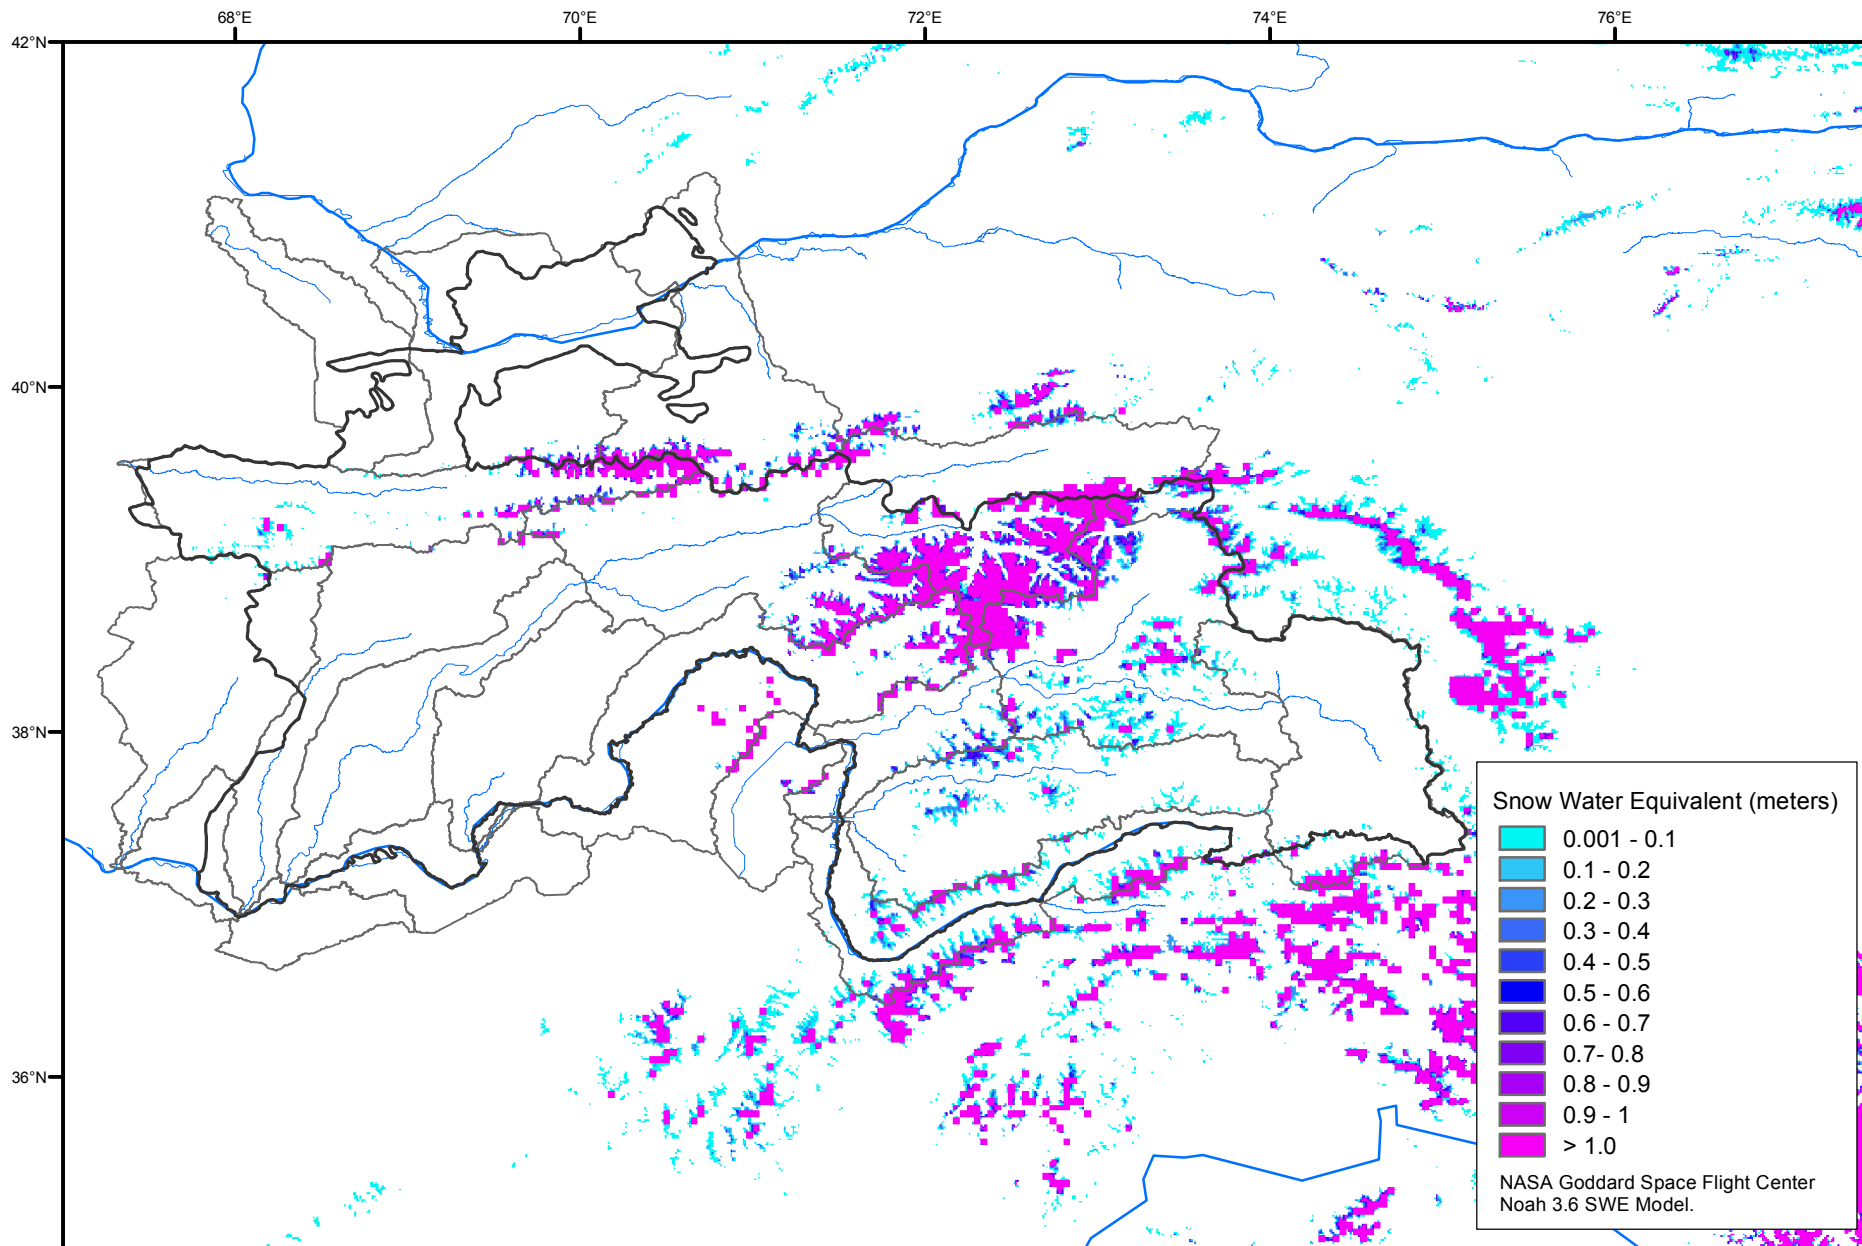 68°E
70°E
72°E
74°E
76°E
42°N
40°N
38°N
36°N
Snow Water Equivalent (meters)
0.001 - 0.1
0.1 - 0.2
0.2 - 0.3
0.3 - 0.4
0.4 - 0.5
0.5 - 0.6
0.6 - 0.7
0.7- 0.8
0.8 - 0.9
0.9 - 1
> 1.0
NASA Goddard Space Flight Center
Noah 3.6 SWE Model.